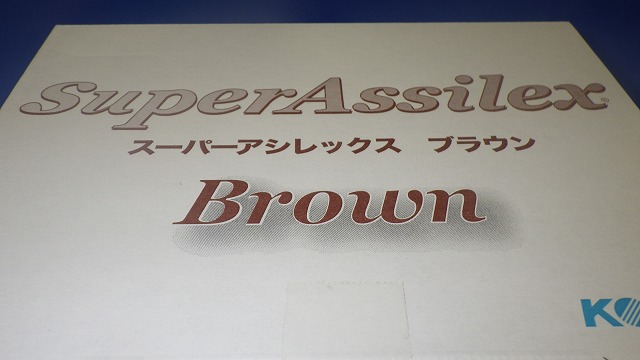 SuperAssilex®
スーパーアシレックス ブラウン
Brown